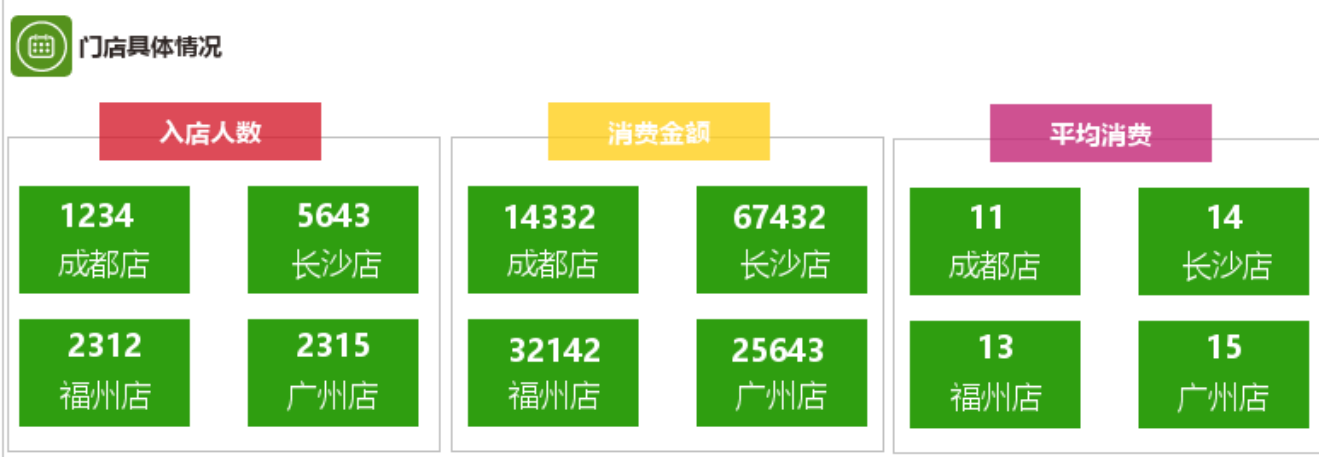 门店具体情况
入店人数
1234
成都店
5643
长沙店
2312
福州店
2315
广州店
消费金额
14332
成都店
67432
长沙店
32142
福州店
25643
广州店
平均消费
11
成都店
14
长沙店
13
福州店
15
广州店